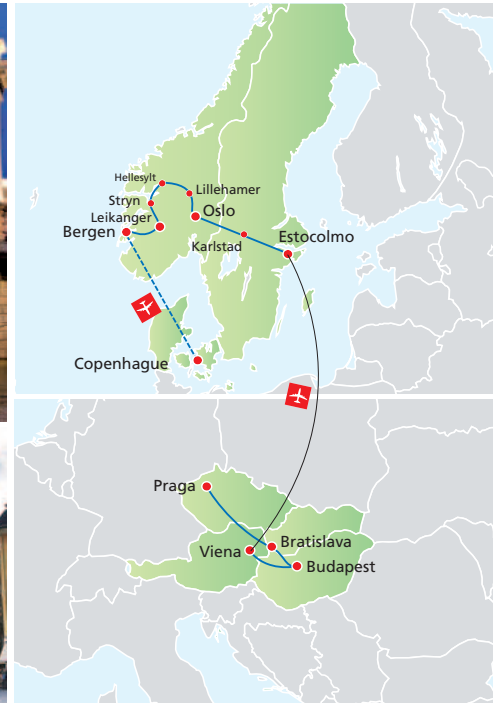 Hellesylt
Lillehamer
Stryn
Oslo
Leikanger
Bergen
Karlstad
Estocolmo
Copenhague
Praga
Bratislava
Viena
Budapest